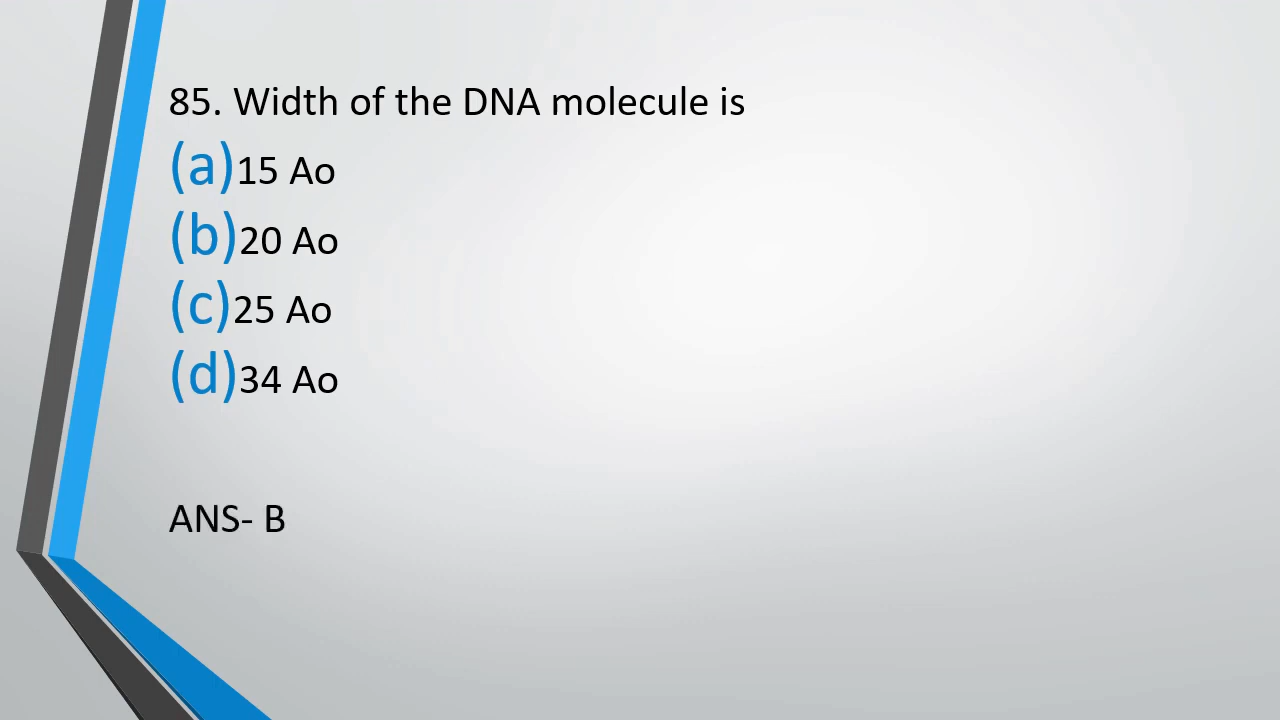 85. Width of the DNA molecule is
(a)15 Ao
(b)20 Ao
(c)25 Ao
(d)34 Ao
ANS- B